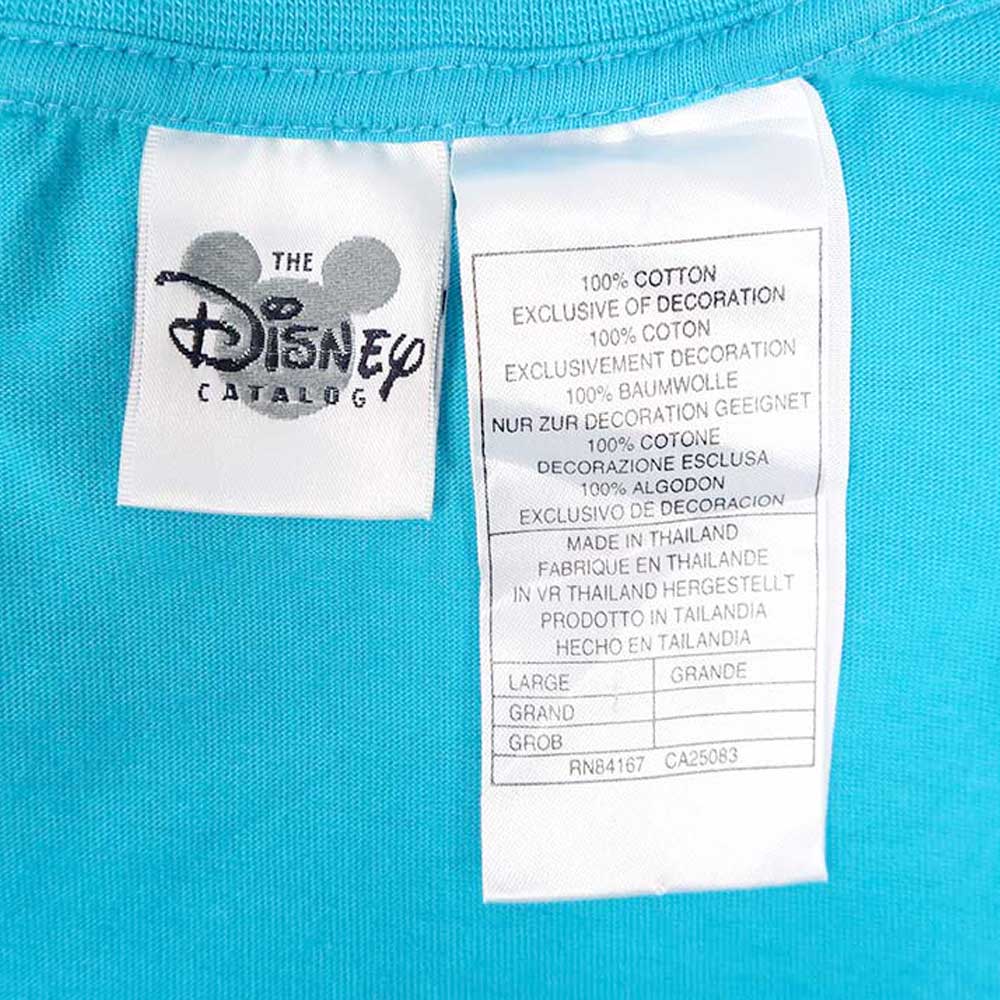 THE
DiSNEy
CATALOG
100% COTTON
EXCLUSIVE OF DECORATION
100% COTON
EXCLUSIVEMENT DECORATION
100% BAUMWOLLE
NUR ZUR DECORATION GEEIGNET
100% COTONE
DECORAZIONE ESCLUSA
100% ALGODON
EXCLUSIVO DE DECORACION
MADE IN THAILAND
FABRIQUE EN THAILANDE
IN VR THAILAND HERGESTELLT
PRODOTTO IN TAILANDIA
HECHO EN TAILANDIA
LARGE GRANDE
GRAND
GROB
RN84167 CA25083